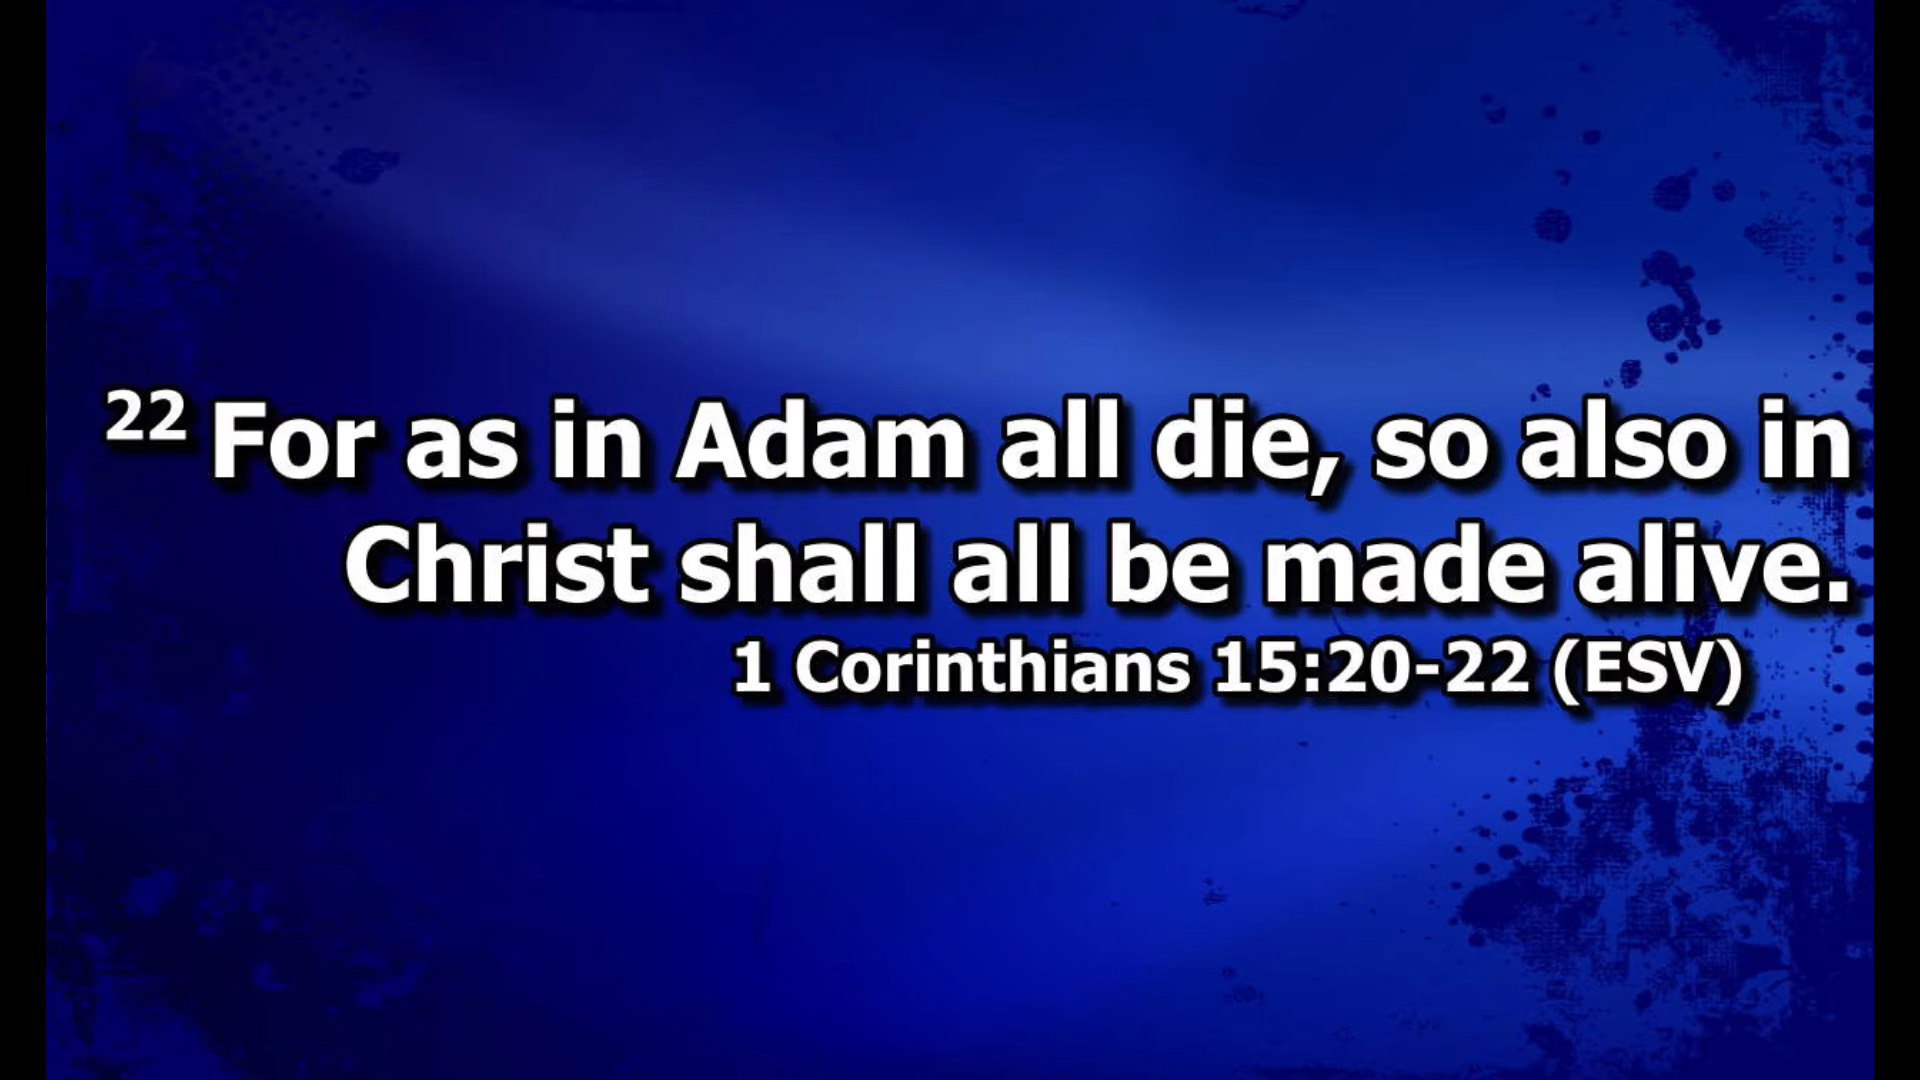 22 For as in Adam all die, so also in
Christ shall all be made alive.
1 Corinthians 15:20-22 (ESV)